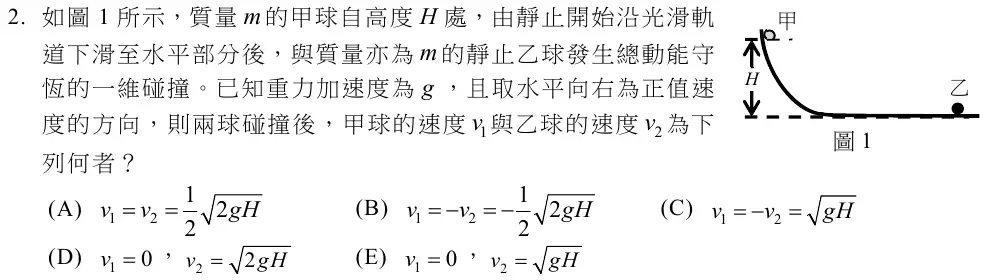 2. 如圖 1 所示，質量 m 的甲球自高度 H 處，由靜止開始沿光滑軌
道下滑至水平部分後，與質量亦為 m 的靜止乙球發生總動能守
恆的一維碰撞。已知重力加速度為 g ，且取水平向右為正值速
度的方向，則兩球碰撞後，甲球的速度 v₁ 與乙球的速度 v₂ 為下
列何者？
甲
H
乙
圖 1
(A) v₁ = v₂ = 1/2 √2gH (B) v₁ = −v₂ = −1/2 √2gH (C) v₁ = −v₂ = √gH
(D) v₁ = 0 ， v₂ = √2gH (E) v₁ = 0 ， v₂ = √gH